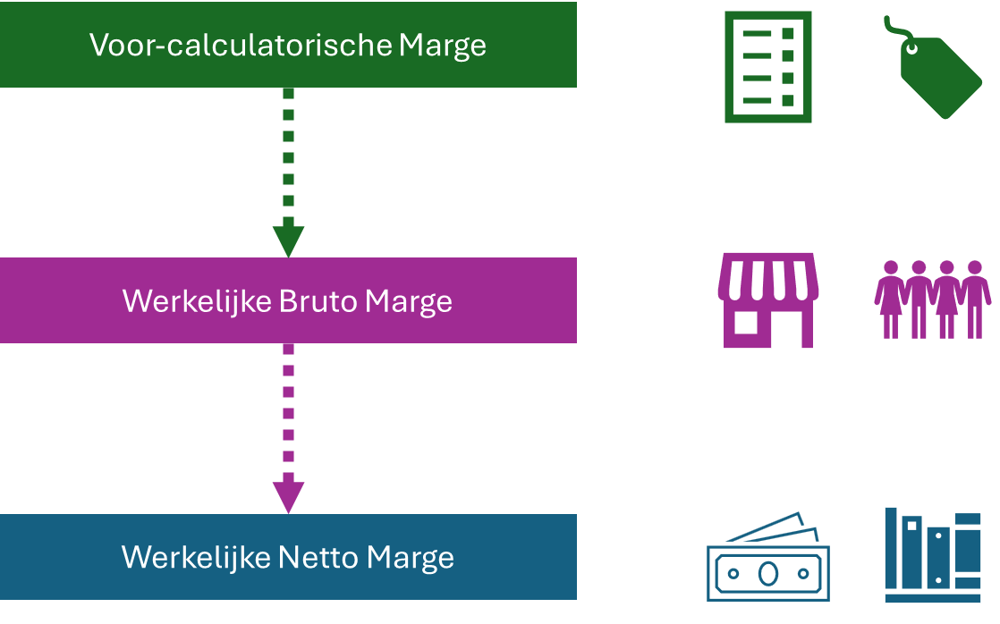 Voor-calculatorische Marge
Werkelijke Bruto Marge
Werkelijke Netto Marge